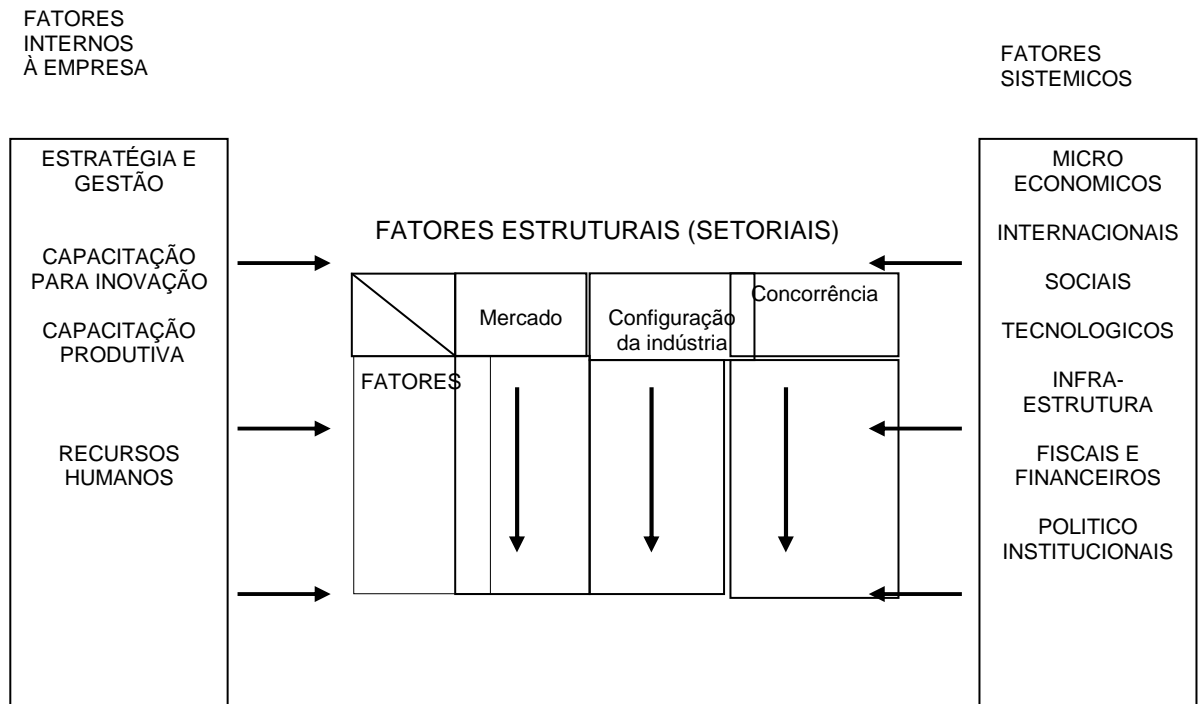 FATORES
INTERNOS
À EMPRESA
FATORES
SISTEMICOS
ESTRATÉGIA E
GESTÃO
CAPACITAÇÃO
PARA INOVAÇÃO
CAPACITAÇÃO
PRODUTIVA
RECURSOS
HUMANOS
FATORES ESTRUTURAIS (SETORIAIS)
Mercado
Configuração
da indústria
Concorrência
FATORES
MICRO
ECONOMICOS
INTERNACIONAIS
SOCIAIS
TECNOLOGICOS
INFRA-
ESTRUTURA
FISCAIS E
FINANCEIROS
POLITICO
INSTITUCIONAIS